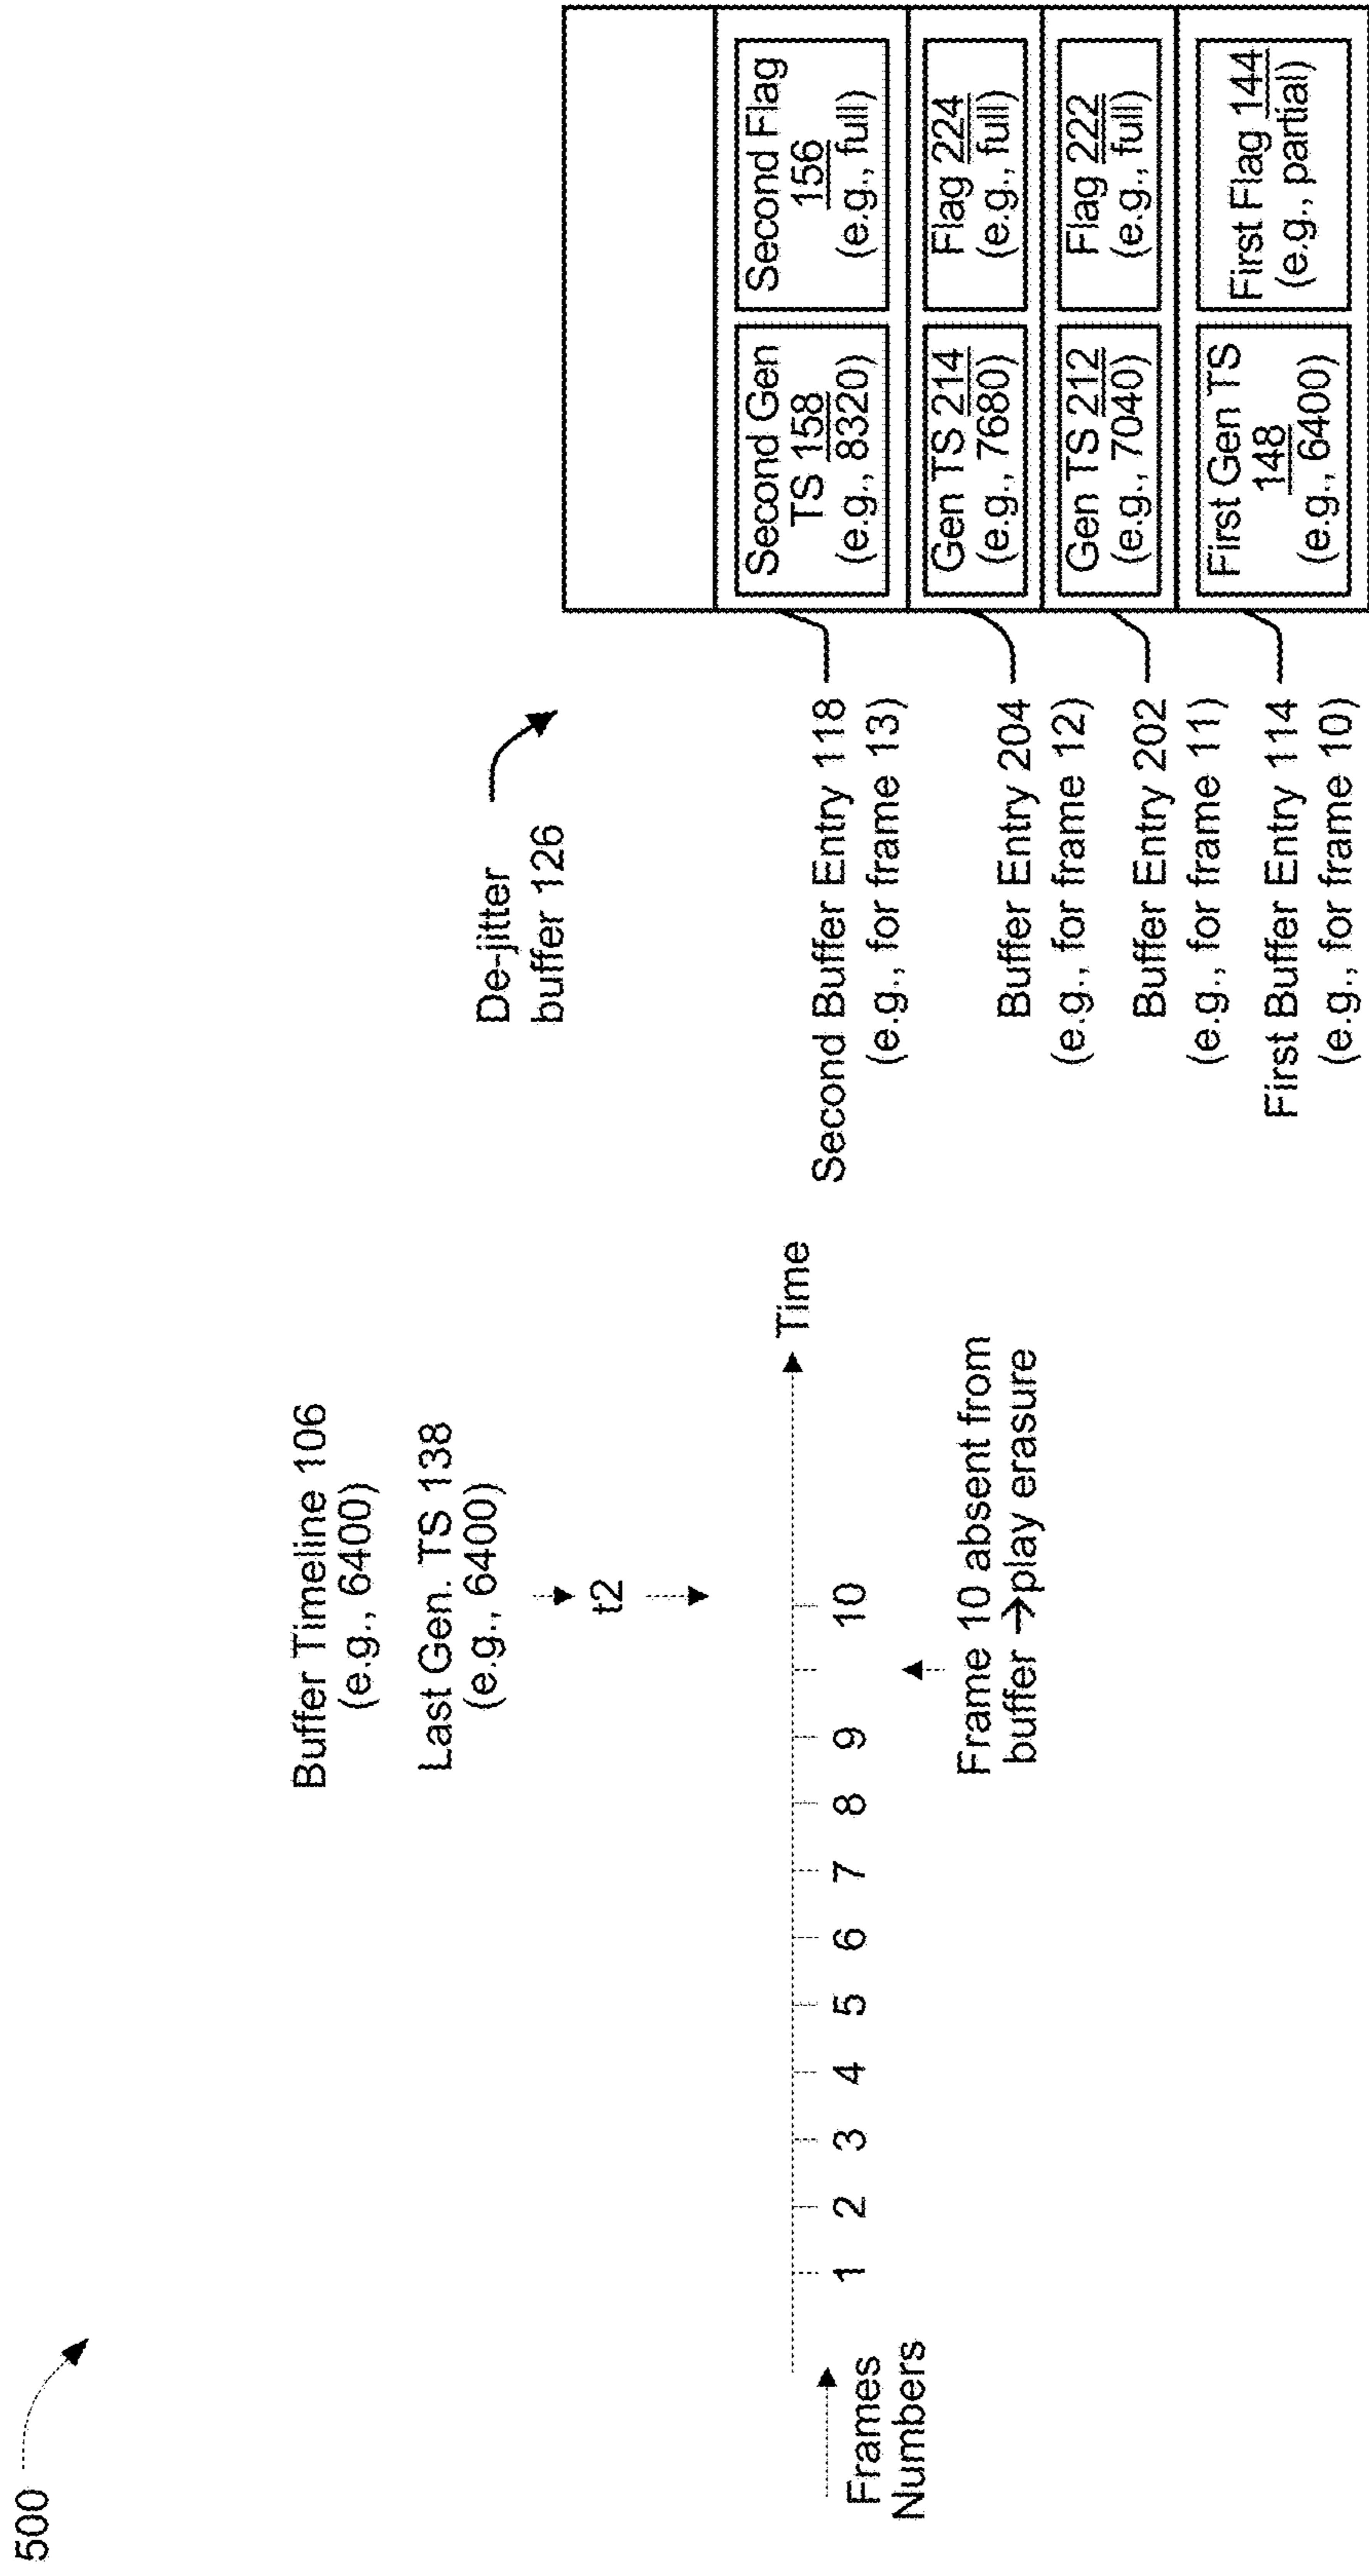 500
Buffer Timeline 106
(e.g., 6400)
Last Gen. TS 138
(e.g., 6400)
t2
Time
Frames
Numbers
1 2 3 4 5 6 7 8 9 10
Frame 10 absent from
buffer →play erasure
De-jitter
buffer 126
Second Buffer Entry 118
(e.g., for frame 13)
Buffer Entry 204
(e.g., for frame 12)
Buffer Entry 202
(e.g., for frame 11)
First Buffer Entry 114
(e.g., for frame 10)
Second Gen
TS 158
(e.g., 8320)
Second Flag
156
(e.g., full)
Gen TS 214
(e.g., 7680)
Flag 224
(e.g., full)
Gen TS 212
(e.g., 7040)
Flag 222
(e.g., full)
First Gen TS
148
(e.g., 6400)
First Flag 144
(e.g., partial)